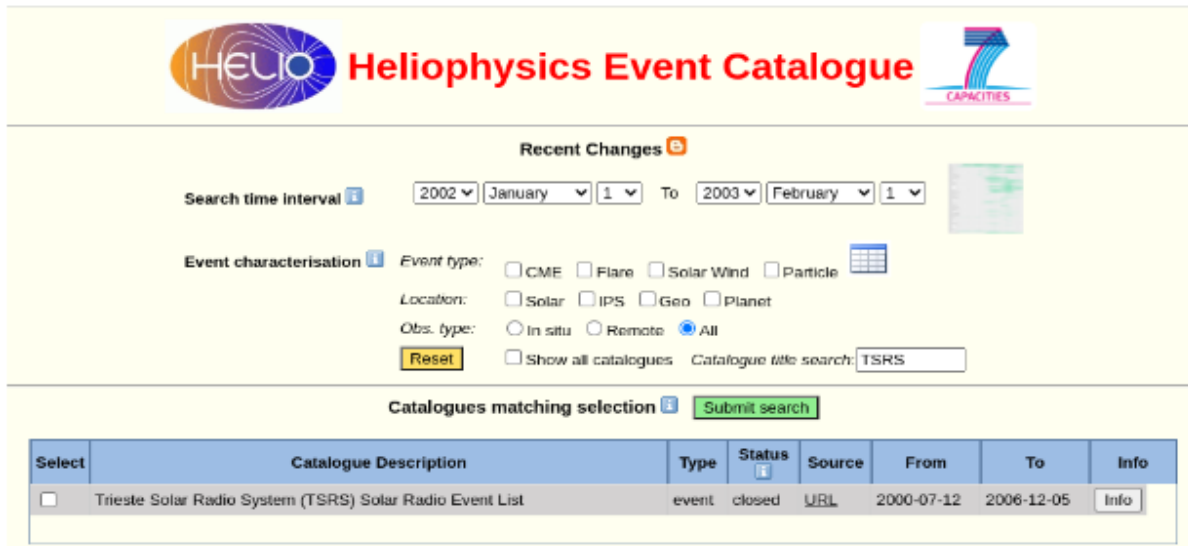 HELIO Heliophysics Event Catalogue 7
CAPACITIES
Recent Changes
Search time interval 2002 January 1 To 2003 February 1
Event characterisation Event type: CME Flare Solar Wind Particle
Location: Solar IPS Geo Planet
Obs. type: In situ Remote All
Reset Show all catalogues Catalogue title search: TSRS
Catalogues matching selection Submit search
Select Catalogue Description Type Status Source From To Info
Trieste Solar Radio System (TSRS) Solar Radio Event List event closed URL 2000-07-12 2006-12-05 Info